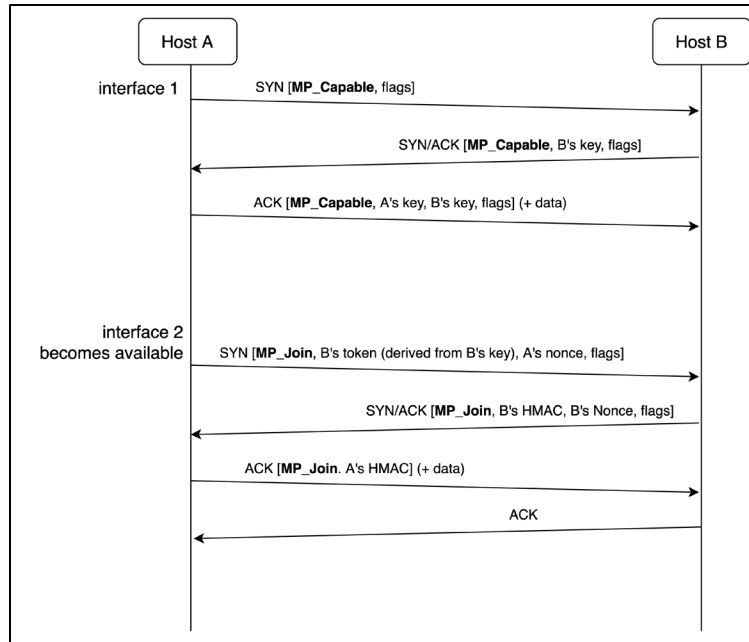 Host A
Host B
interface 1
SYN [MP_Capable, flags]
SYN/ACK [MP_Capable, B's key, flags]
ACK [MP_Capable, A's key, B's key, flags] (+ data)
interface 2
becomes available
SYN [MP_Join, B's token (derived from B's key), A's nonce, flags]
SYN/ACK [MP_Join, B's HMAC, B's Nonce, flags]
ACK [MP_Join. A's HMAC] (+ data)
ACK